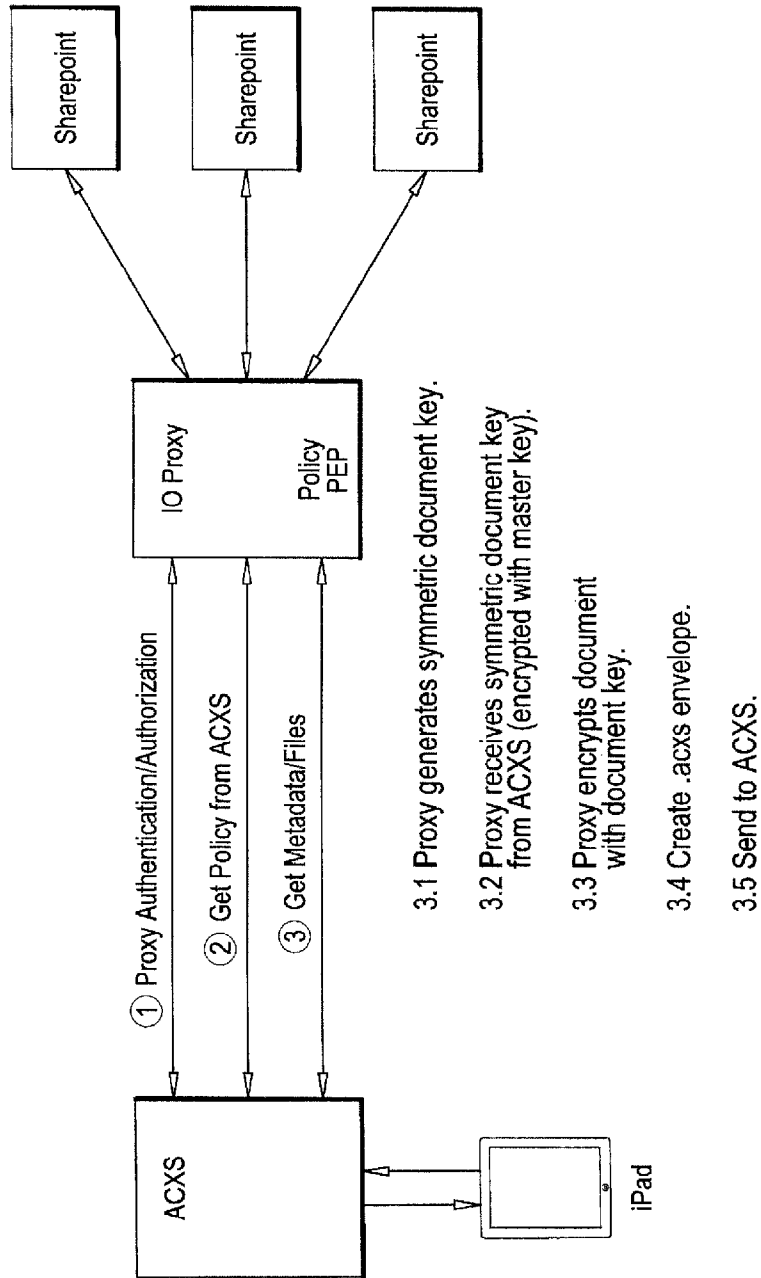 ACXS
iPad
① Proxy Authentication/Authorization
② Get Policy from ACXS
③ Get Metadata/Files
IO Proxy
Policy
PEP
Sharepoint
Sharepoint
Sharepoint
3.1 Proxy generates symmetric document key.
3.2 Proxy receives symmetric document key
from ACXS (encrypted with master key).
3.3 Proxy encrypts document
with document key.
3.4 Create .acxs envelope.
3.5 Send to ACXS.